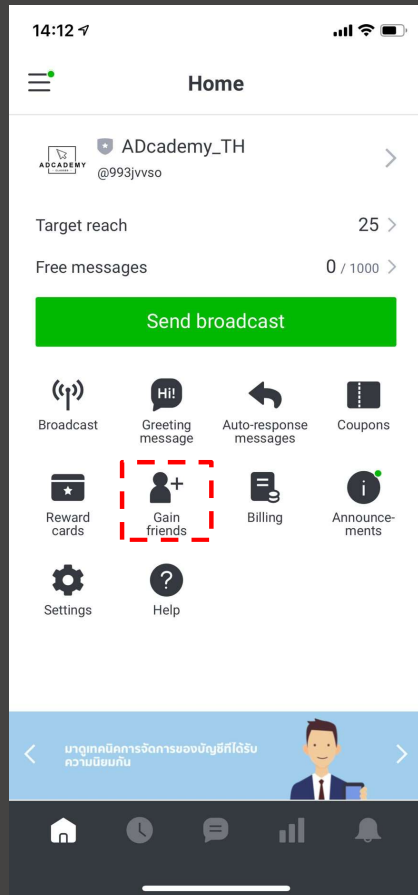 14:12
Home
ADCADEMY
ADcademy_TH
@993jvvso
Target reach
25
Free messages
0 / 1000
Send broadcast
Hi!
Broadcast
Greeting
message
Auto-response
messages
Coupons
Reward
cards
Gain
friends
Billing
Announce-
ments
Settings
Help
มาดูเทคนิคการจัดการของบัญชีที่ได้รับ
ความนิยมกัน